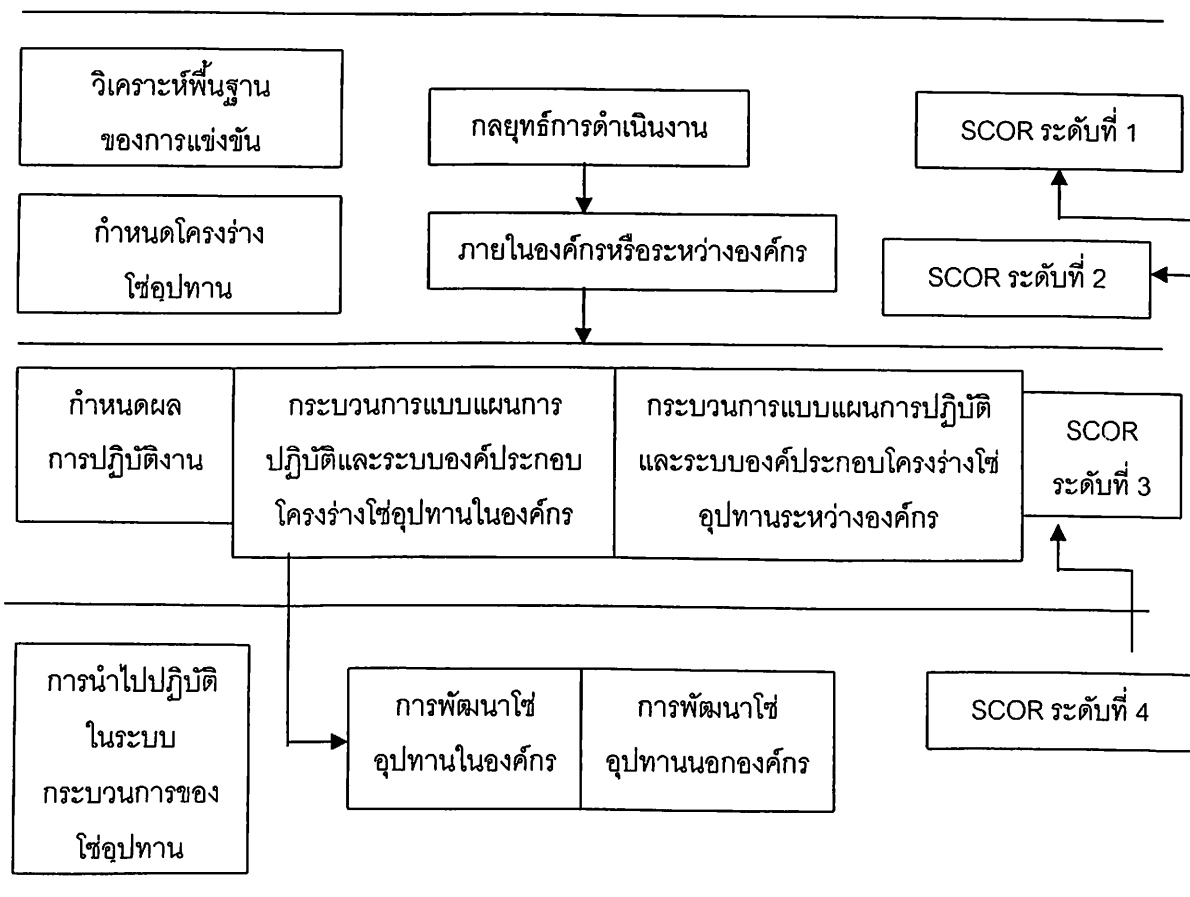 วิเคราะห์พื้นฐาน
ของการแข่งขัน
กลยุทธ์การดำเนินงาน
SCOR ระดับที่ 1
กำหนดโครงร่าง
โซ่อุปทาน
ภายในองค์กรหรือระหว่างองค์กร
SCOR ระดับที่ 2
กำหนดผล
การปฏิบัติงาน
กระบวนการแบบแผนการ
ปฏิบัติและระบบองค์ประกอบ
โครงร่างโซ่อุปทานในองค์กร
กระบวนการแบบแผนการปฏิบัติ
และระบบองค์ประกอบโครงร่างโซ่
อุปทานระหว่างองค์กร
SCOR
ระดับที่ 3
การนำไปปฏิบัติ
ในระบบ
กระบวนการของ
โซ่อุปทาน
การพัฒนาโซ่
อุปทานในองค์กร
การพัฒนาโซ่
อุปทานนอกองค์กร
SCOR ระดับที่ 4